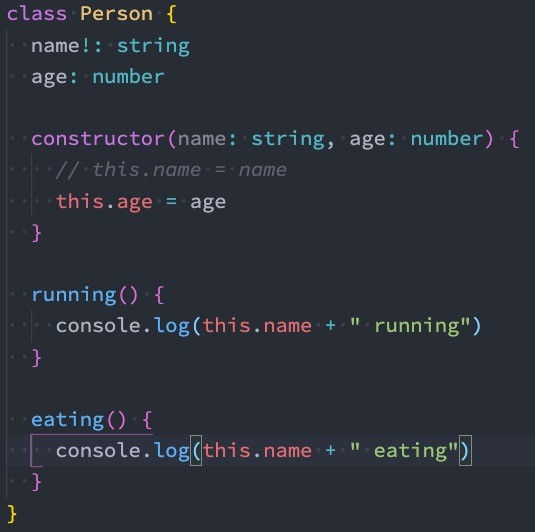 class Person {
  name!: string
  age: number

  constructor(name: string, age: number) {
    // this.name = name
    this.age = age
  }

  running() {
    console.log(this.name + " running")
  }

  eating() {
    console.log(this.name + " eating")
  }
}